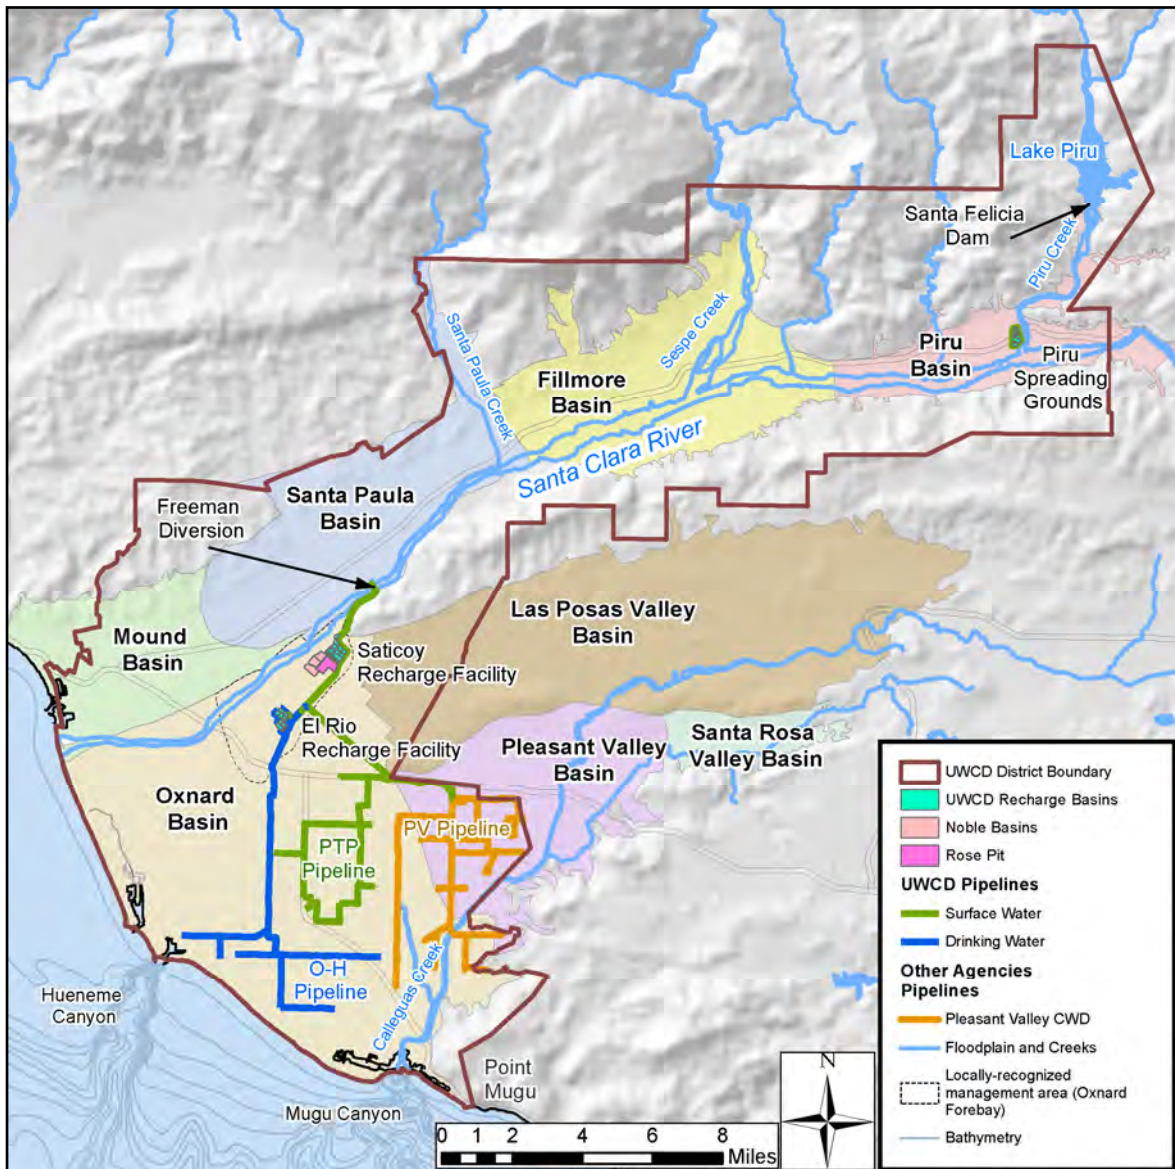 Lake Piru
Santa Felicia
Dam
Piru Creek
Santa Paula Creek
Sespe Creek
Piru
Basin
Piru
Spreading
Grounds
Fillmore
Basin
Santa Clara River
Santa Paula
Basin
Freeman
Diversion
Las Posas Valley
Basin
Mound
Basin
Saticoy
Recharge Facility
El Rio
Recharge Facility
Santa Rosa
Valley Basin
Pleasant Valley
Basin
Oxnard
Basin
PV Pipeline
PTP
Pipeline
O-H
Pipeline
Calleguas Creek
Hueneme
Canyon
Point
Mugu
Mugu Canyon
0 1 2 4 6 8
Miles
N
UWCD District Boundary
UWCD Recharge Basins
Noble Basins
Rose Pit
UWCD Pipelines
Surface Water
Drinking Water
Other Agencies
Pipelines
Pleasant Valley CWD
Floodplain and Creeks
Locally-recognized
management area (Oxnard
Forebay)
Bathymetry